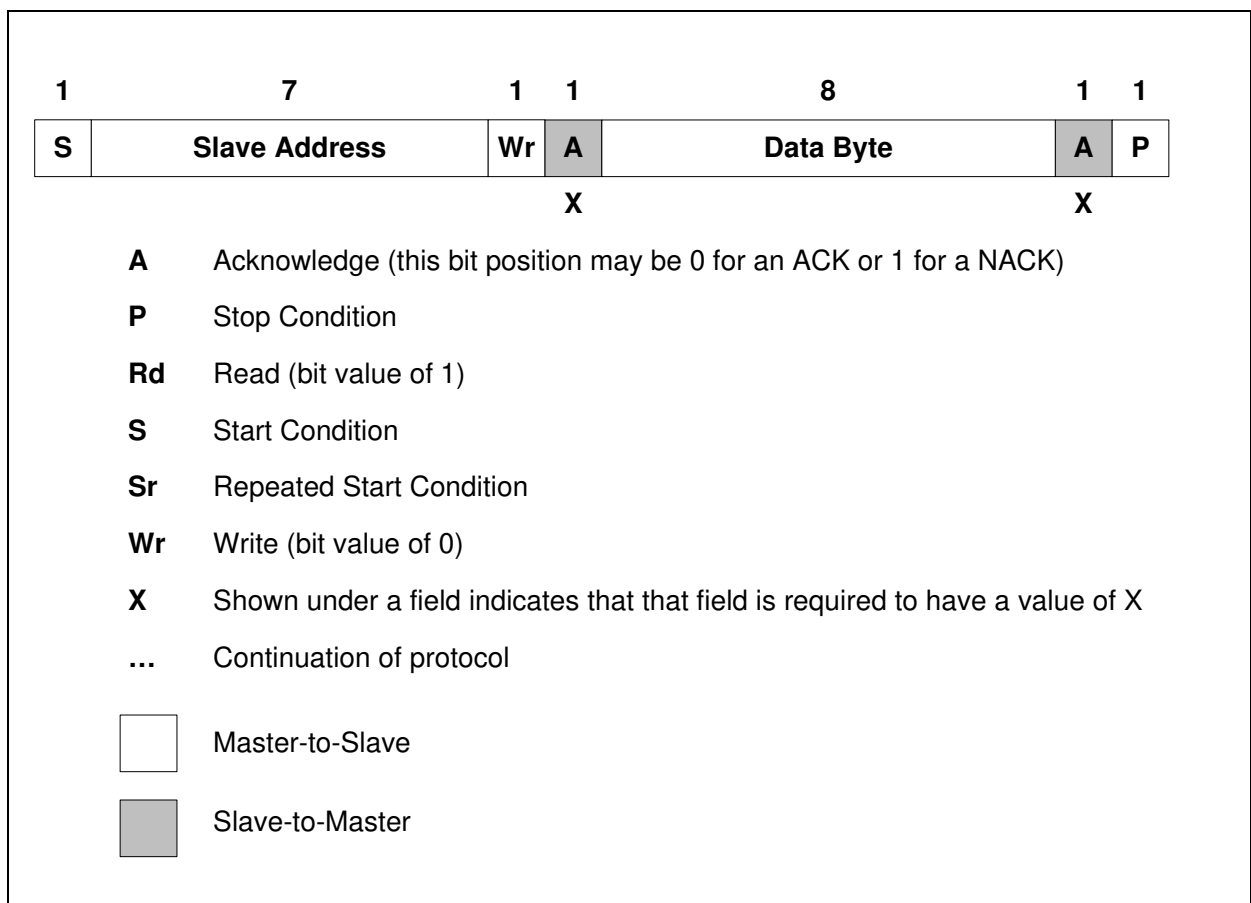 1 7 1 1 8 1 1
S Slave Address Wr A Data Byte A P
X X
A Acknowledge (this bit position may be 0 for an ACK or 1 for a NACK)
P Stop Condition
Rd Read (bit value of 1)
S Start Condition
Sr Repeated Start Condition
Wr Write (bit value of 0)
X Shown under a field indicates that that field is required to have a value of X
… Continuation of protocol
Master-to-Slave
Slave-to-Master